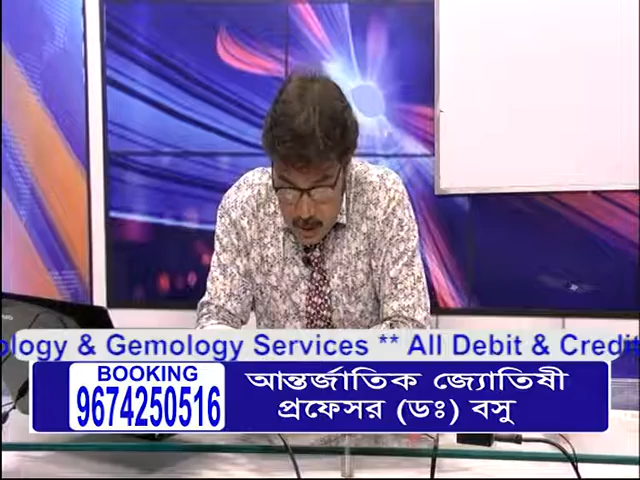 ology & Gemology Services ** All Debit & Credit
BOOKING
9674250516
আন্তর্জাতিক জ্যোতিষী
প্রফেসর (ডঃ) বসু